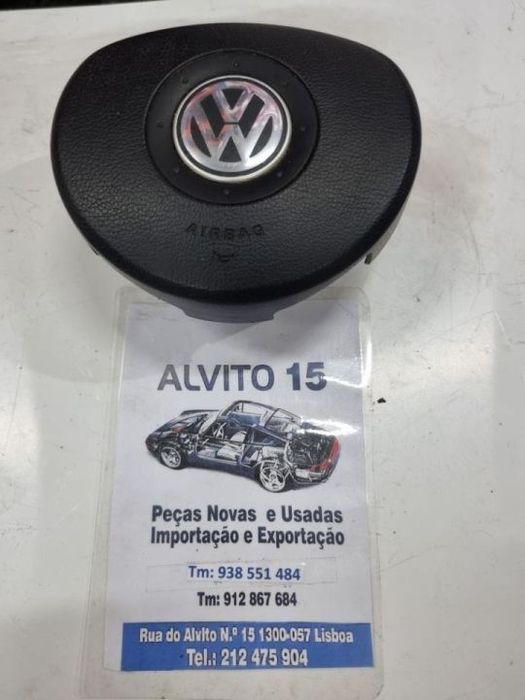 AIRBAG
ALVITO 15
Peças Novas e Usadas
Importação e Exportação
Tm: 938 551 484
Tm: 912 867 684
Rua do Alvito N.º 15 1300-057 Lisboa
Tel.: 212 475 904